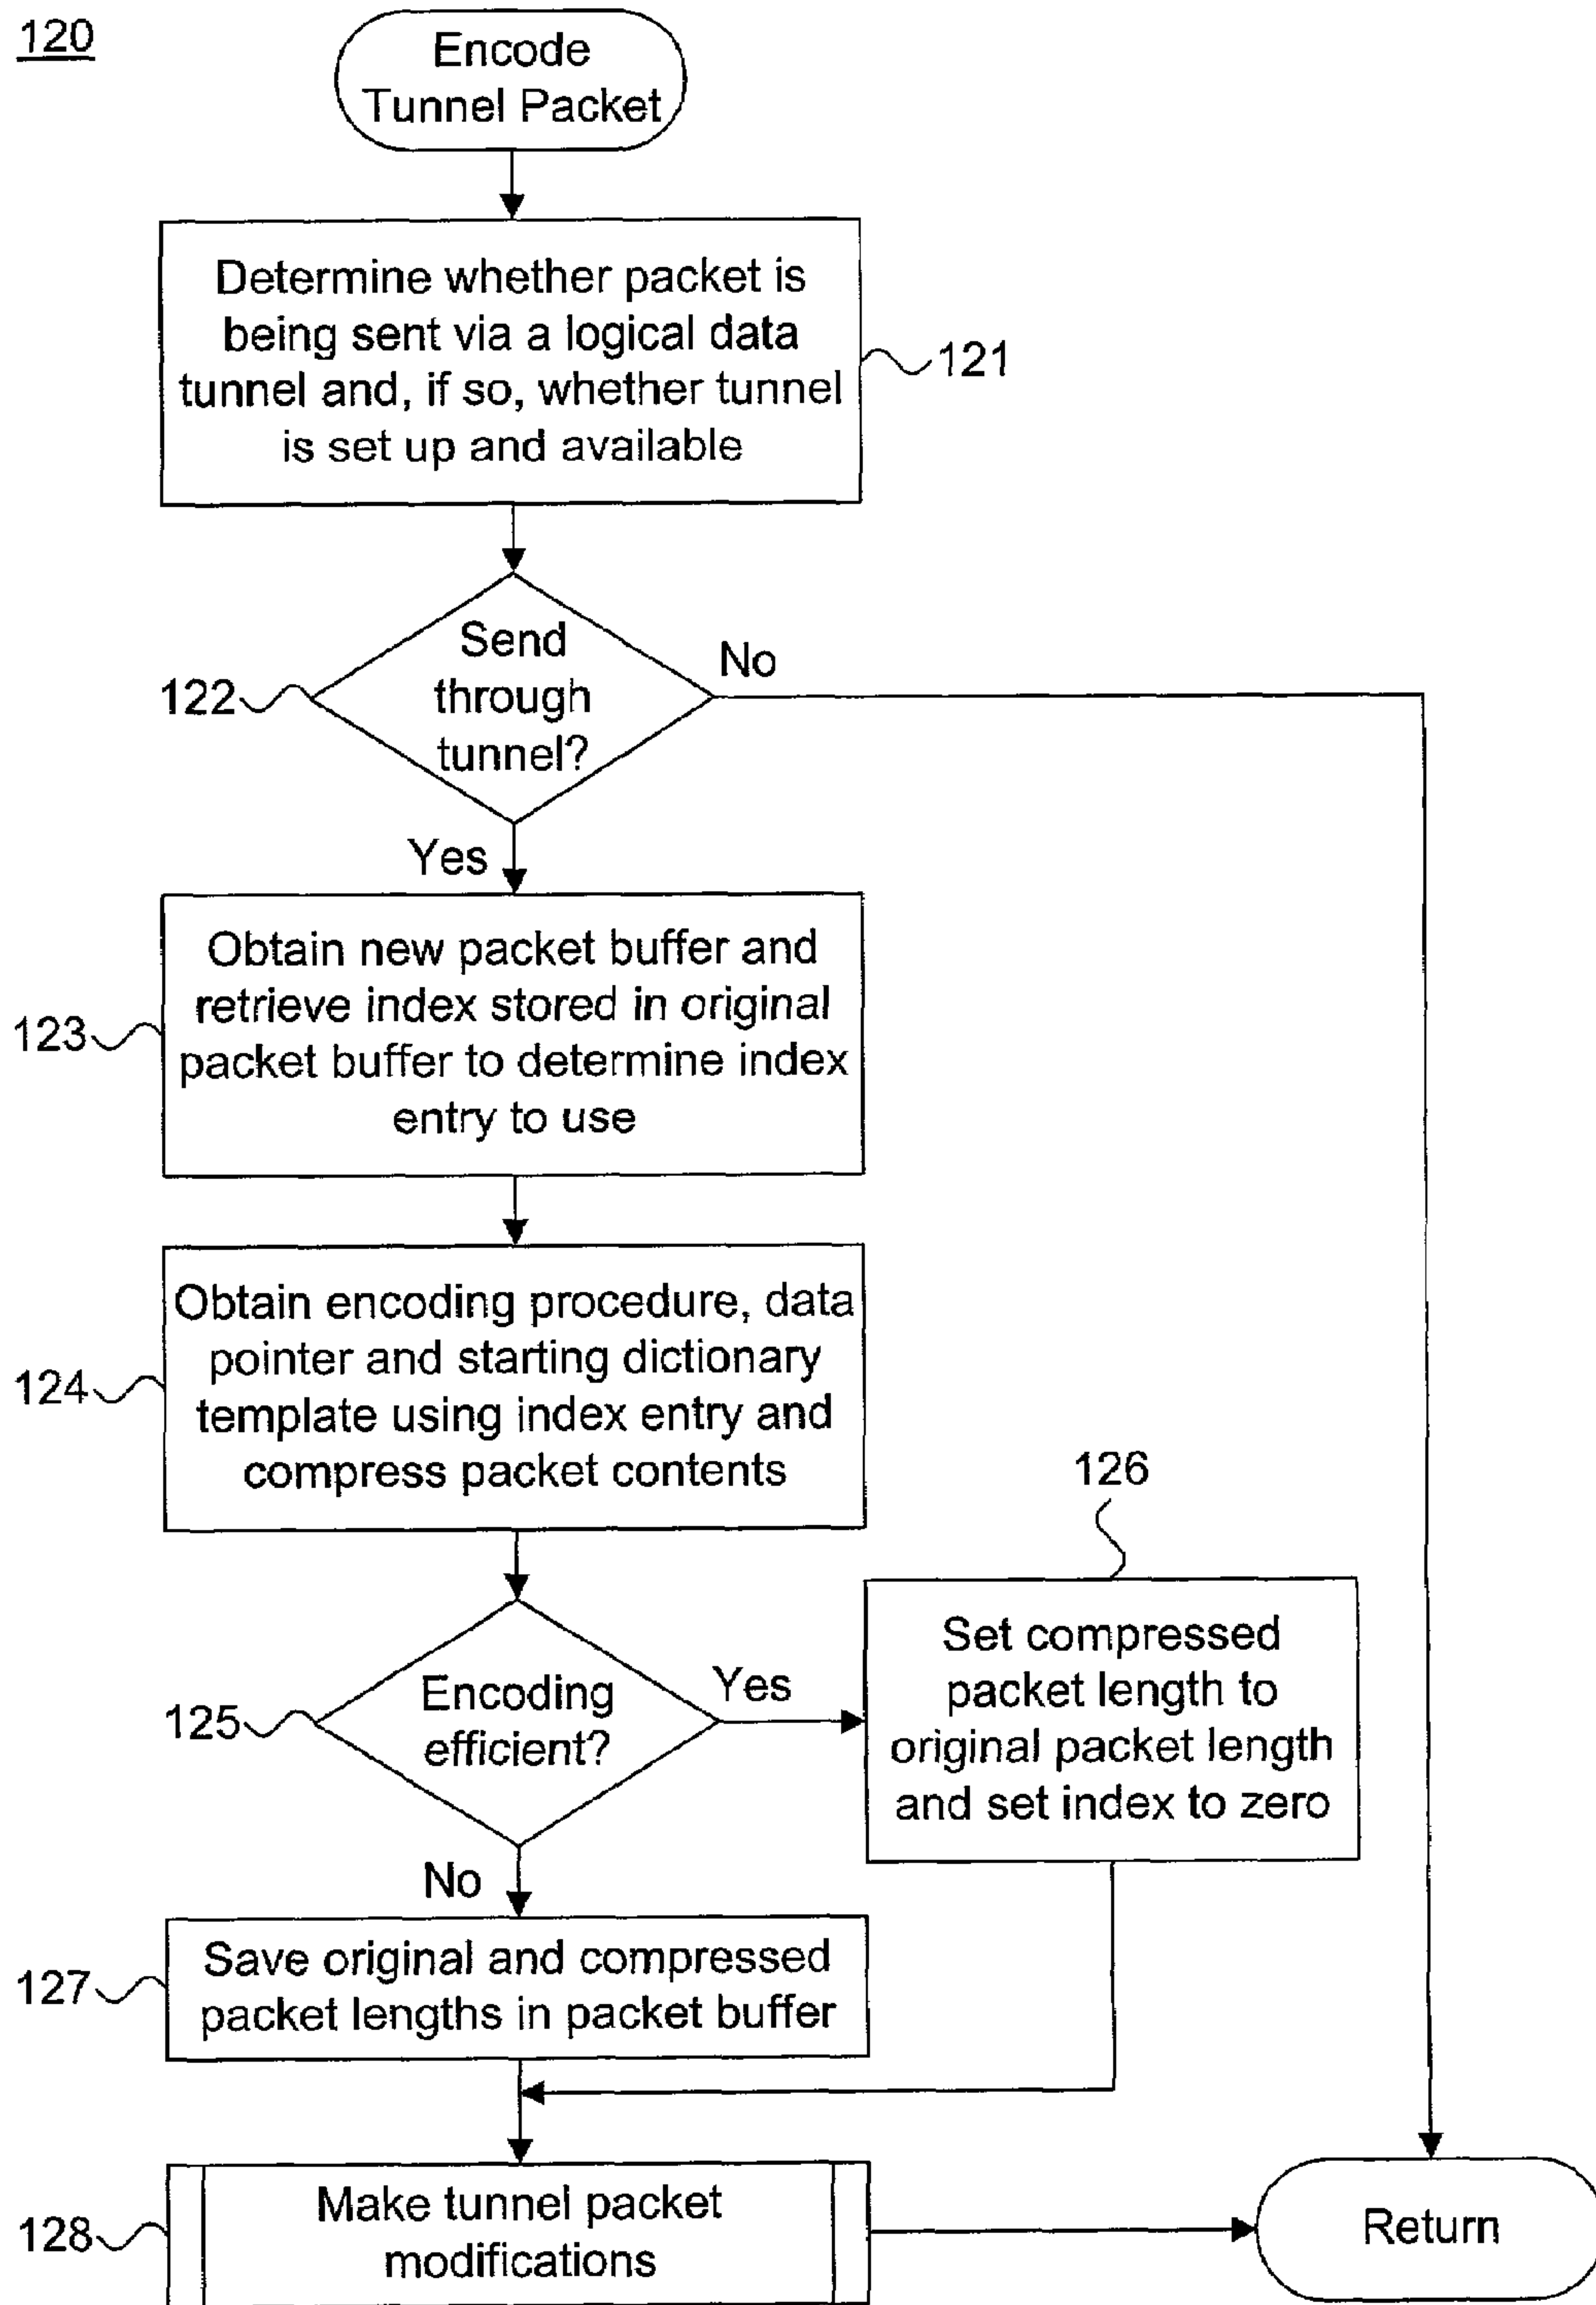 120
Encode
Tunnel Packet
Determine whether packet is
being sent via a logical data
tunnel and, if so, whether tunnel
is set up and available
121
Send
through
tunnel?
122
No
Yes
Obtain new packet buffer and
retrieve index stored in original
packet buffer to determine index
entry to use
123
Obtain encoding procedure, data
pointer and starting dictionary
template using index entry and
compress packet contents
124
126
Encoding
efficient?
125
Yes
Set compressed
packet length to
original packet length
and set index to zero
No
Save original and compressed
packet lengths in packet buffer
127
Make tunnel packet
modifications
128
Return